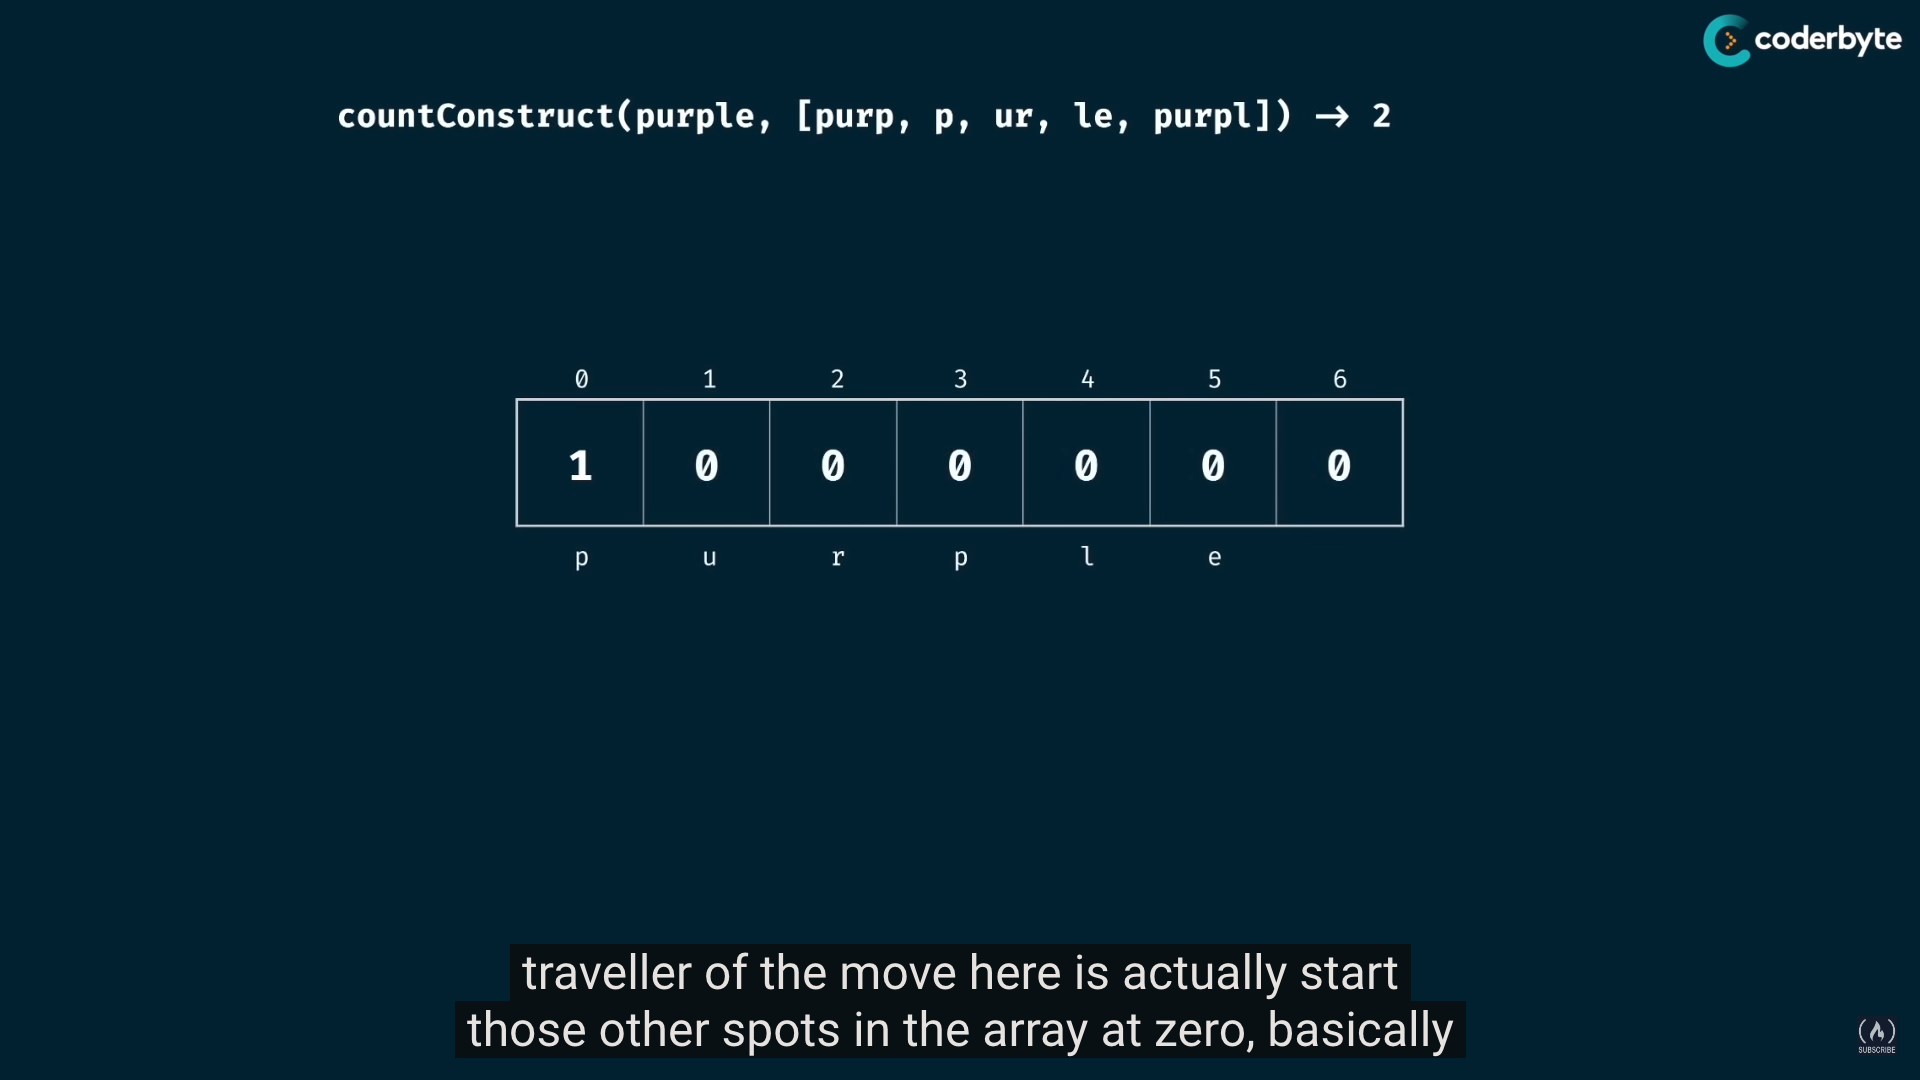 coderbyte
countConstruct(purple, [purp, p, ur, le, purpl]) → 2
0 1 2 3 4 5 6
1 0 0 0 0 0 0
p u r p l e
traveller of the move here is actually start
those other spots in the array at zero, basically
SUBSCRIBE